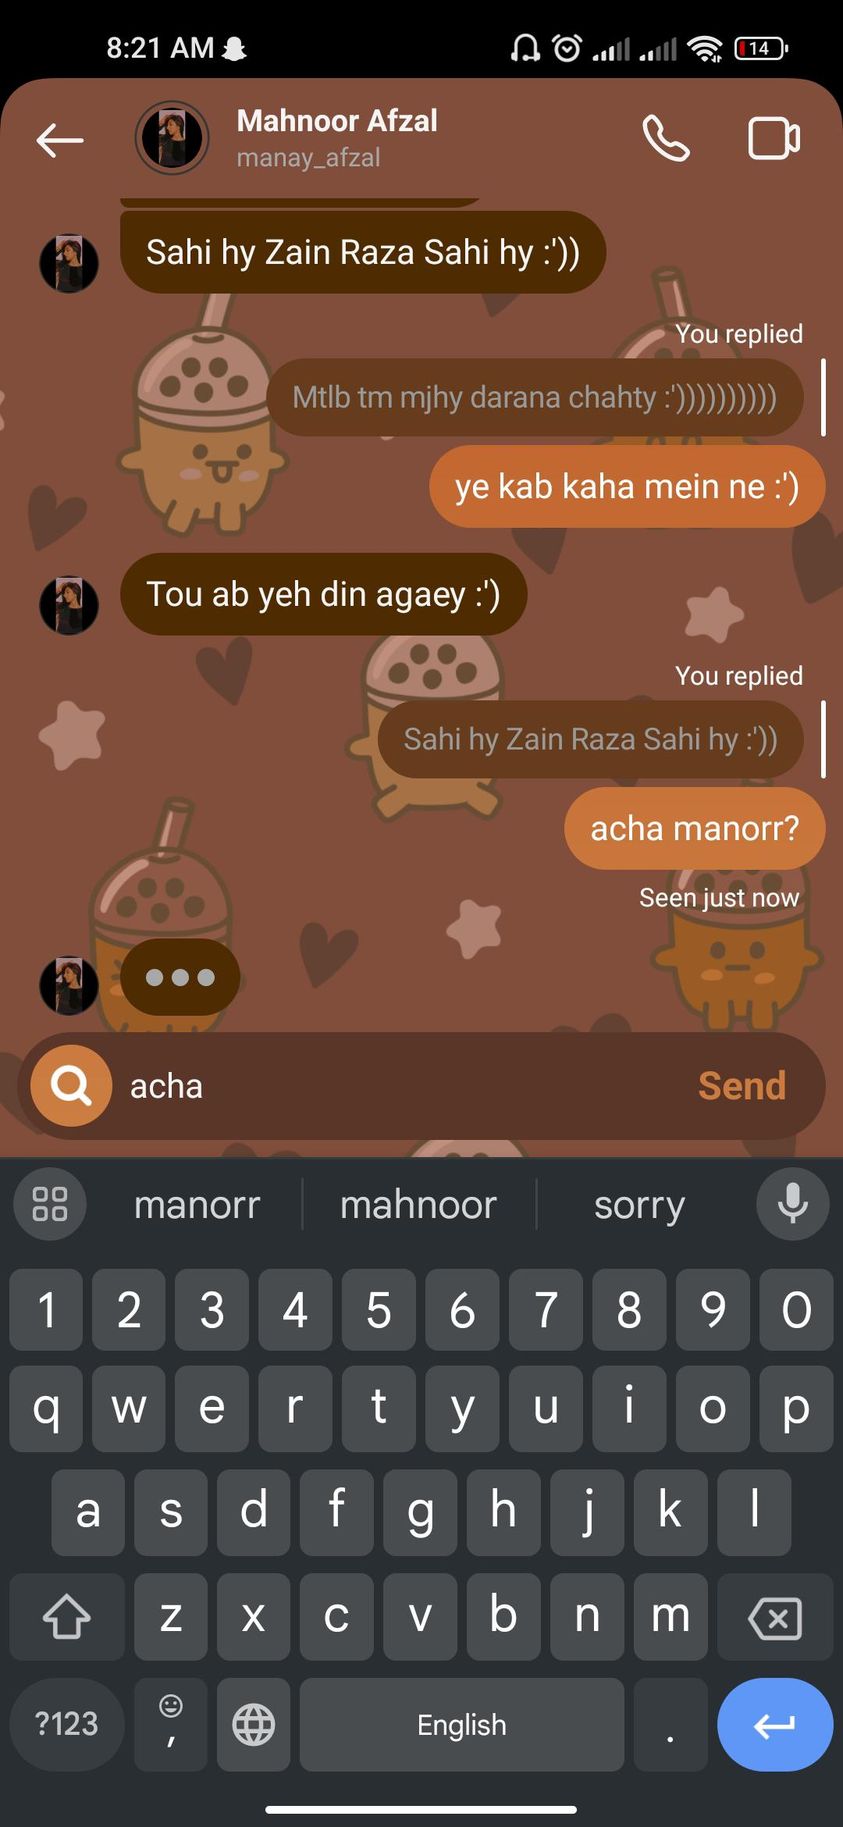 8:21 AM
14
Mahnoor Afzal
manay_afzal
Sahi hy Zain Raza Sahi hy :'))
You replied
Mtlb tm mjhy darana chahty :'))))))))))
ye kab kaha mein ne :')
Tou ab yeh din agaey :')
You replied
Sahi hy Zain Raza Sahi hy :'))
acha manorr?
Seen just now
acha Send
manorr mahnoor sorry
1 2 3 4 5 6 7 8 9 0
q w e r t y u i o p
a s d f g h j k l
z x c v b n m
?123 , English .